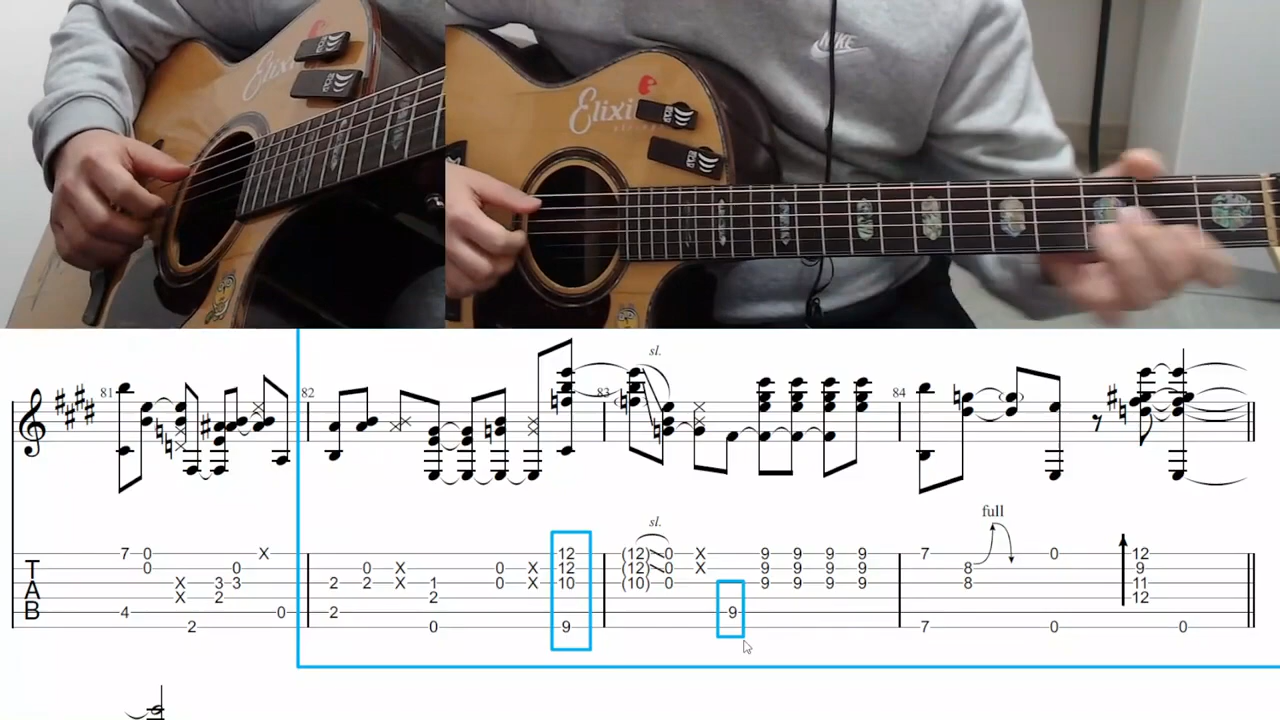 Elixi
Elixi
NIKE
81
82
83
sl.
84
sl.
full
7 0 X 12 (12) 0 X 9 9 9 9 7 0 12
T 0 0 0 X 0 X 12 (12) 0 X 9 9 9 9 8 9
A X 3 3 2 2 X 1 0 X 10 (10) 0 9 9 9 9 8 11
X 2 2 12
B 4 0 2 9
2 0 9 7 0 0